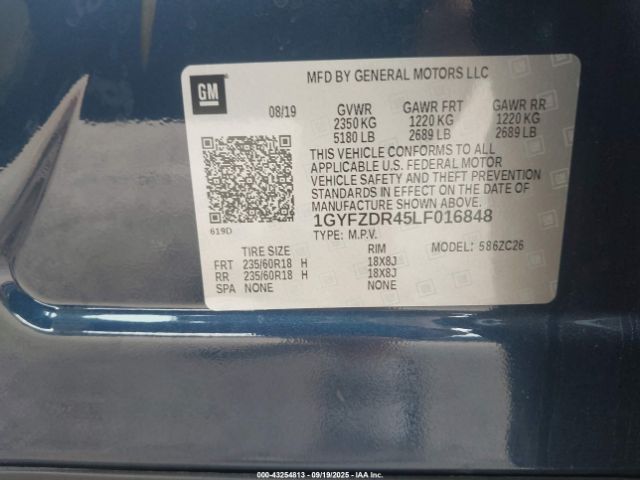 GM
MFD BY GENERAL MOTORS LLC
08/19 GVWR GAWR FRT GAWR RR
2350 KG 1220 KG 1220 KG
5180 LB 2689 LB 2689 LB
THIS VEHICLE CONFORMS TO ALL
APPLICABLE U.S. FEDERAL MOTOR
VEHICLE SAFETY AND THEFT PREVENTION
STANDARDS IN EFFECT ON THE DATE OF
MANUFACTURE SHOWN ABOVE.
619D
1GYFZDR45LF016848
TYPE: M.P.V. MODEL: 586ZC26
TIRE SIZE RIM
FRT 235/60R18 H 18X8J
RR 235/60R18 H 18X8J
SPA NONE NONE
000-43254813 - 09/19/2025 - IAA Inc.